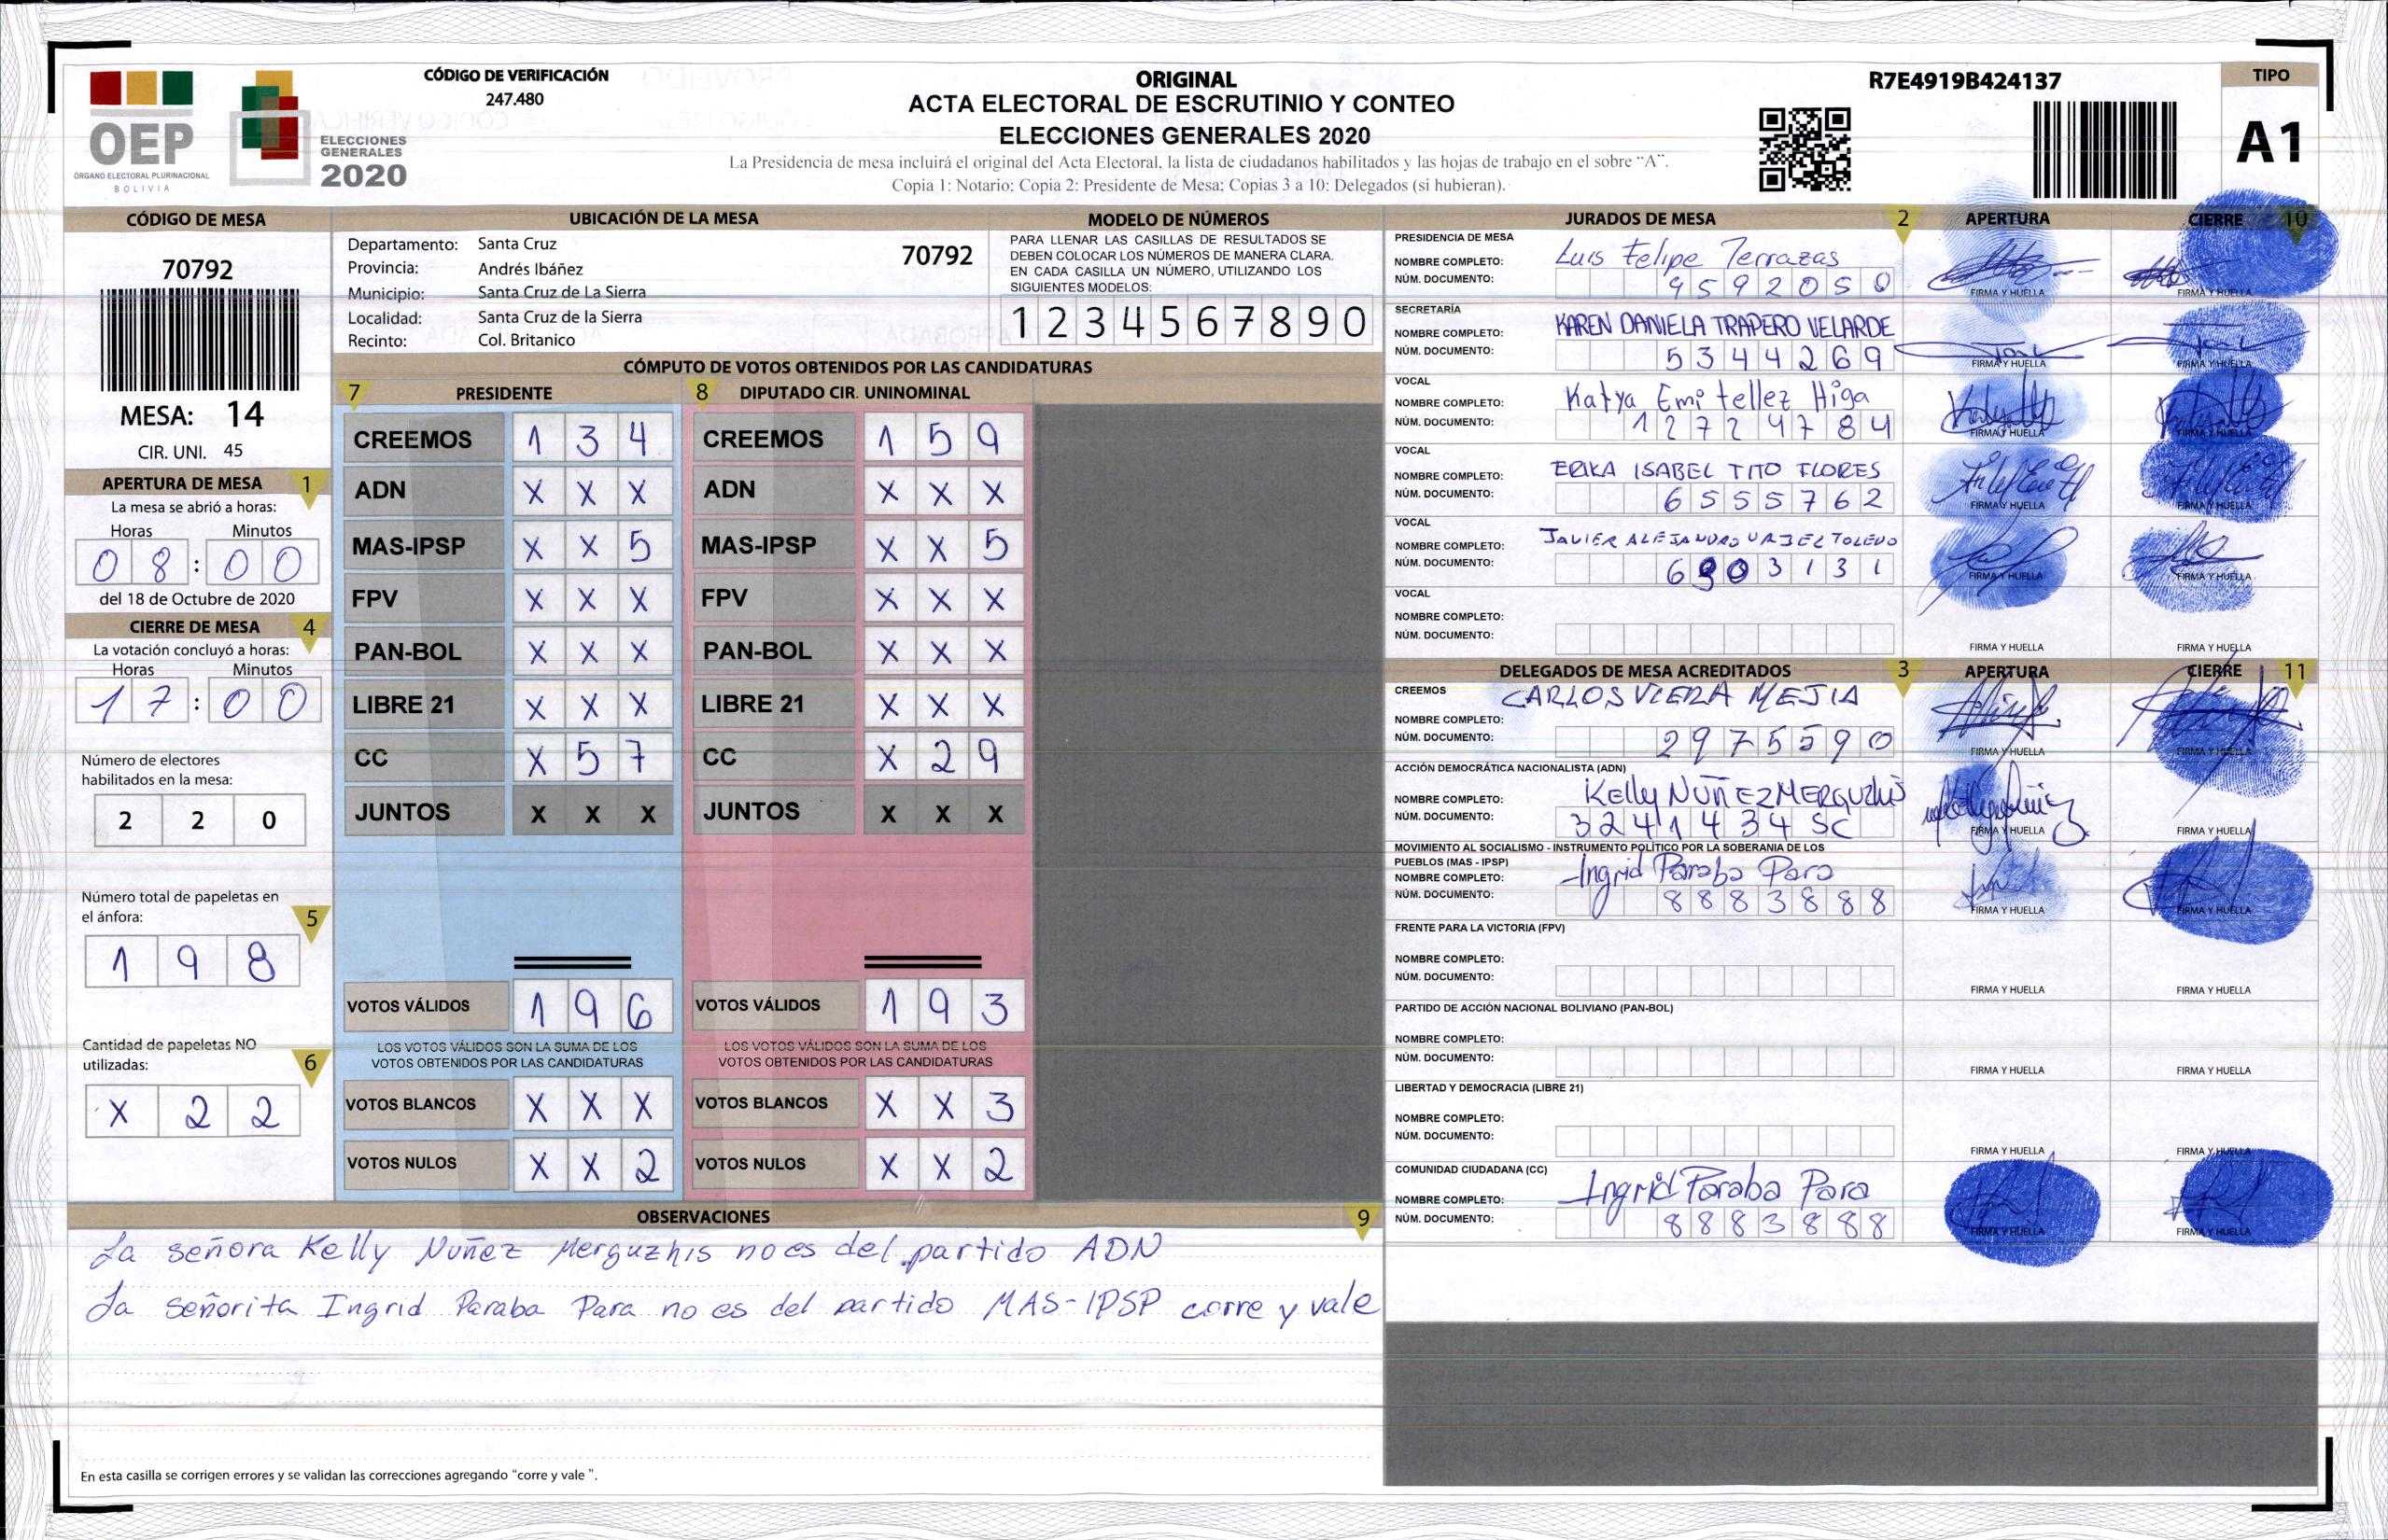 OEP
ÓRGANO ELECTORAL PLURINACIONAL
BOLIVIA
ELECCIONES
GENERALES
2020
CÓDIGO DE VERIFICACIÓN
247.480
ORIGINAL
ACTA ELECTORAL DE ESCRUTINIO Y CONTEO
ELECCIONES GENERALES 2020
La Presidencia de mesa incluirá el original del Acta Electoral, la lista de ciudadanos habilitados y las hojas de trabajo en el sobre "A".
Copia 1: Notario; Copia 2: Presidente de Mesa; Copias 3 a 10: Delegados (si hubieran).
R7E4919B424137
TIPO
A1
CÓDIGO DE MESA
70792
MESA: 14
CIR. UNI. 45
APERTURA DE MESA 1
La mesa se abrió a horas:
Horas Minutos
08:00
del 18 de Octubre de 2020
CIERRE DE MESA 4
La votación concluyó a horas:
Horas Minutos
17:00
Número de electores
habilitados en la mesa:
220
Número total de papeletas en
el ánfora: 5
198
Cantidad de papeletas NO
utilizadas: 6
X 2 2
UBICACIÓN DE LA MESA
Departamento: Santa Cruz 70792
Provincia: Andrés Ibáñez
Municipio: Santa Cruz de La Sierra
Localidad: Santa Cruz de la Sierra
Recinto: Col. Britanico
MODELO DE NÚMEROS
PARA LLENAR LAS CASILLAS DE RESULTADOS SE
DEBEN COLOCAR LOS NÚMEROS DE MANERA CLARA.
EN CADA CASILLA UN NÚMERO, UTILIZANDO LOS
SIGUIENTES MODELOS:
1 2 3 4 5 6 7 8 9 0
CÓMPUTO DE VOTOS OBTENIDOS POR LAS CANDIDATURAS
7 PRESIDENTE 8 DIPUTADO CIR. UNINOMINAL
CREEMOS 1 3 4 CREEMOS 1 5 9
ADN X X X ADN X X X
MAS-IPSP X X 5 MAS-IPSP X X 5
FPV X X X FPV X X X
PAN-BOL X X X PAN-BOL X X X
LIBRE 21 X X X LIBRE 21 X X X
CC X 5 7 CC X 2 9
JUNTOS X X X JUNTOS X X X
VOTOS VÁLIDOS 1 9 6 VOTOS VÁLIDOS 1 9 3
LOS VOTOS VÁLIDOS SON LA SUMA DE LOS LOS VOTOS VÁLIDOS SON LA SUMA DE LOS
VOTOS OBTENIDOS POR LAS CANDIDATURAS VOTOS OBTENIDOS POR LAS CANDIDATURAS
VOTOS BLANCOS X X X VOTOS BLANCOS X X 3
VOTOS NULOS X X 2 VOTOS NULOS X X 2
OBSERVACIONES 9
La señora Kelly Nuñez Merguzhis no es del partido ADN
La señorita Ingrid Paraba Para no es del partido MAS-IPSP corre y vale
En esta casilla se corrigen errores y se validan las correcciones agregando "corre y vale ".
JURADOS DE MESA 2 APERTURA CIERRE 10
PRESIDENCIA DE MESA
NOMBRE COMPLETO: Luis Felipe Terrazas
NÚM. DOCUMENTO: 9592050
FIRMA Y HUELLA FIRMA Y HUELLA
SECRETARÍA
NOMBRE COMPLETO: KAREN DANIELA TRAPERO VELARDE
NÚM. DOCUMENTO: 5344269
FIRMA Y HUELLA FIRMA Y HUELLA
VOCAL
NOMBRE COMPLETO: Katya Emi tellez Higa
NÚM. DOCUMENTO: 12724784
FIRMA Y HUELLA FIRMA Y HUELLA
VOCAL
NOMBRE COMPLETO: ERIKA ISABEL TITO FLORES
NÚM. DOCUMENTO: 6555762
FIRMA Y HUELLA FIRMA Y HUELLA
VOCAL
NOMBRE COMPLETO: JAVIER ALEJANDRO URJEL TOLEDO
NÚM. DOCUMENTO: 6903131
FIRMA Y HUELLA FIRMA Y HUELLA
VOCAL
NOMBRE COMPLETO:
NÚM. DOCUMENTO:
FIRMA Y HUELLA FIRMA Y HUELLA
DELEGADOS DE MESA ACREDITADOS 3 APERTURA CIERRE 11
CREEMOS CARLOS VIERA MEJIA
NOMBRE COMPLETO:
NÚM. DOCUMENTO: 2975590
FIRMA Y HUELLA FIRMA Y HUELLA
ACCIÓN DEMOCRÁTICA NACIONALISTA (ADN)
NOMBRE COMPLETO: Kelly NUÑEZ MERGUZHIS
NÚM. DOCUMENTO: 3241434 SC
FIRMA Y HUELLA FIRMA Y HUELLA
MOVIMIENTO AL SOCIALISMO - INSTRUMENTO POLÍTICO POR LA SOBERANIA DE LOS
PUEBLOS (MAS - IPSP)
NOMBRE COMPLETO: Ingrid Paraba Para
NÚM. DOCUMENTO: 8883888
FIRMA Y HUELLA FIRMA Y HUELLA
FRENTE PARA LA VICTORIA (FPV)
NOMBRE COMPLETO:
NÚM. DOCUMENTO:
FIRMA Y HUELLA FIRMA Y HUELLA
PARTIDO DE ACCIÓN NACIONAL BOLIVIANO (PAN-BOL)
NOMBRE COMPLETO:
NÚM. DOCUMENTO:
FIRMA Y HUELLA FIRMA Y HUELLA
LIBERTAD Y DEMOCRACIA (LIBRE 21)
NOMBRE COMPLETO:
NÚM. DOCUMENTO:
FIRMA Y HUELLA FIRMA Y HUELLA
COMUNIDAD CIUDADANA (CC)
NOMBRE COMPLETO: Ingrid Paraba Para
NÚM. DOCUMENTO: 8883888
FIRMA Y HUELLA FIRMA Y HUELLA